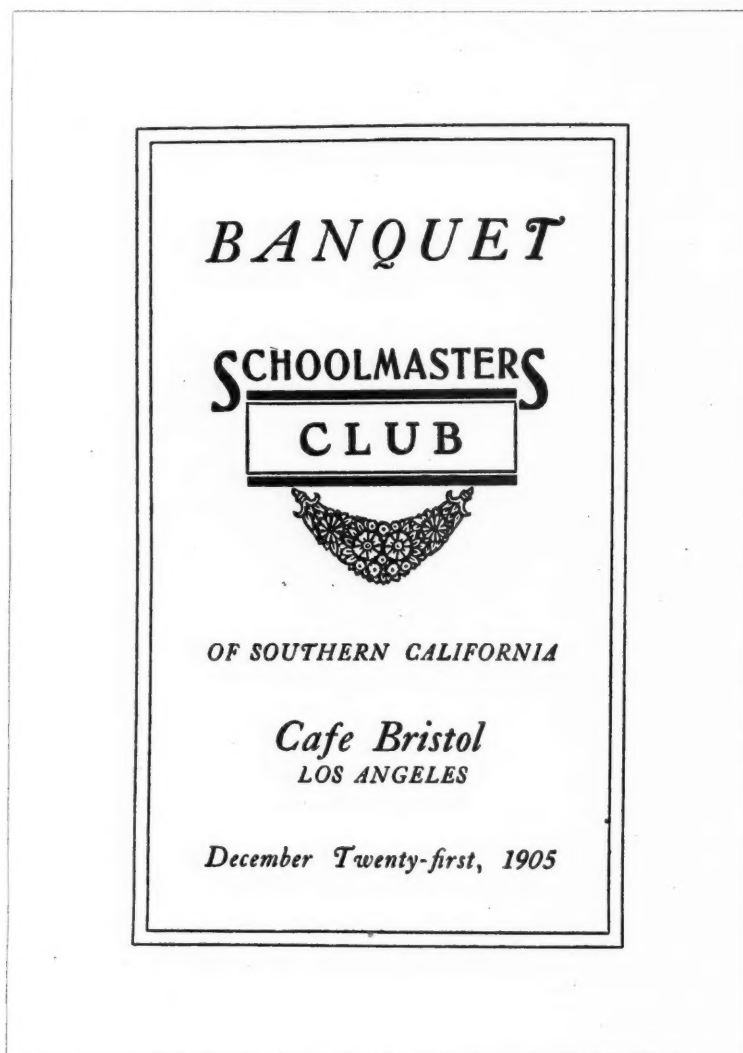 BANQUET
SCHOOLMASTERS
CLUB
OF SOUTHERN CALIFORNIA
Cafe Bristol
LOS ANGELES
December Twenty-first, 1905